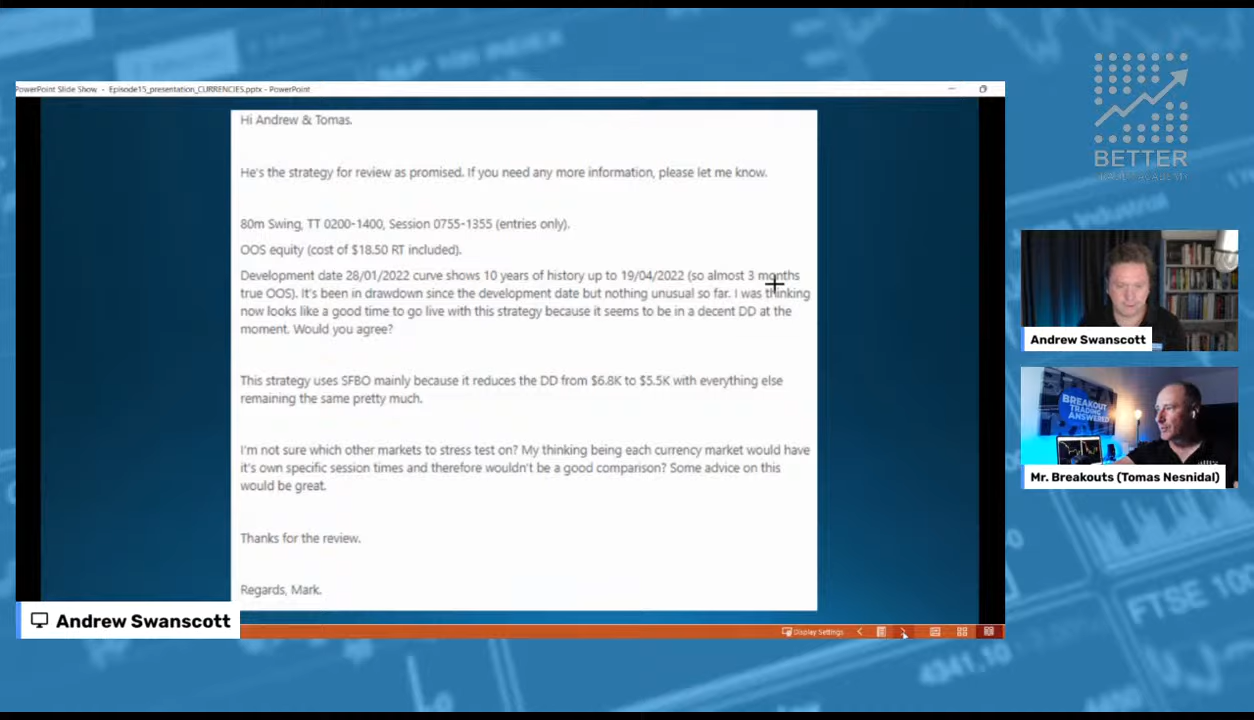 PowerPoint Slide Show - Episode15_presentation_CURRENCIES.pptx - PowerPoint
Hi Andrew & Tomas.
He's the strategy for review as promised. If you need any more information, please let me know.
80m Swing, TT 0200-1400, Session 0755-1355 (entries only).
OOS equity (cost of $18.50 RT included).
Development date 28/01/2022 curve shows 10 years of history up to 19/04/2022 (so almost 3 months
true OOS). It's been in drawdown since the development date but nothing unusual so far. I was thinking
now looks like a good time to go live with this strategy because it seems to be in a decent DD at the
moment. Would you agree?
This strategy uses SFBO mainly because it reduces the DD from $6.8K to $5.5K with everything else
remaining the same pretty much.
I'm not sure which other markets to stress test on? My thinking being each currency market would have
it's own specific session times and therefore wouldn't be a good comparison? Some advice on this
would be great.
Thanks for the review.
Regards, Mark.
Andrew Swanscott
Display Settings
BETTER
Andrew Swanscott
BREAKOUT
TRADING
ANSWERED
Mr. Breakouts (Tomas Nesnidal)
S&P 100 INDEX
FTSE 100
4341,10